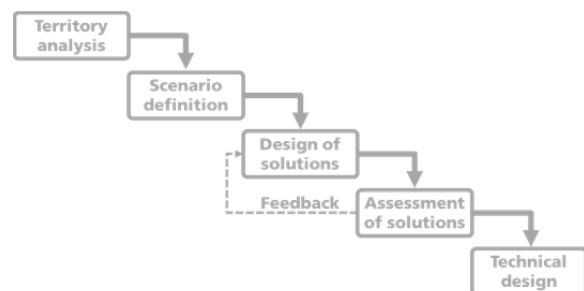 Territory
analysis
Scenario
definition
Design of
solutions
Feedback
Assessment
of solutions
Technical
design